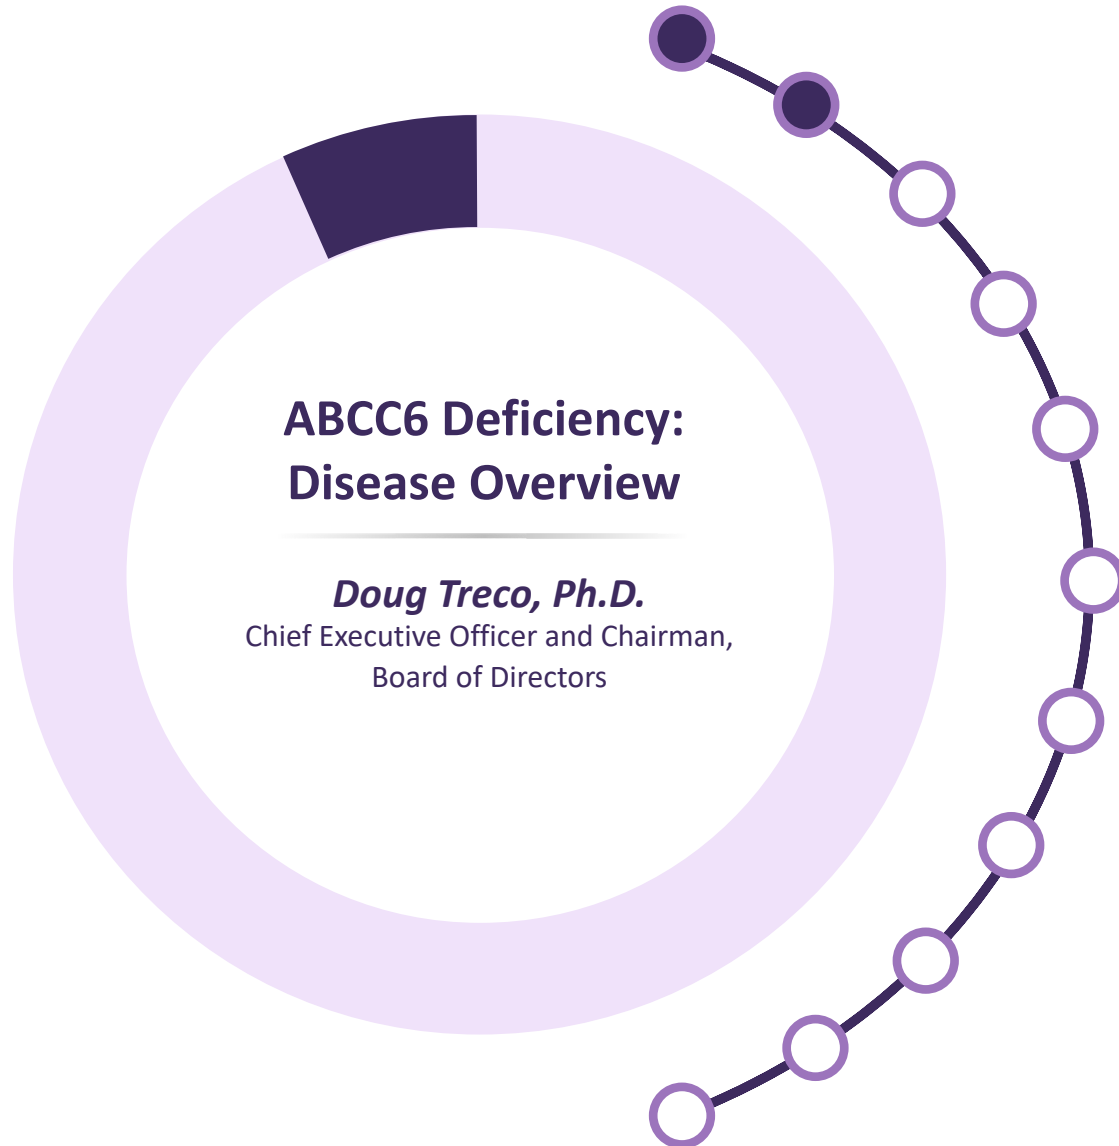 ABCC6 Deficiency:
Disease Overview
Doug Treco, Ph.D.
Chief Executive Officer and Chairman,
Board of Directors